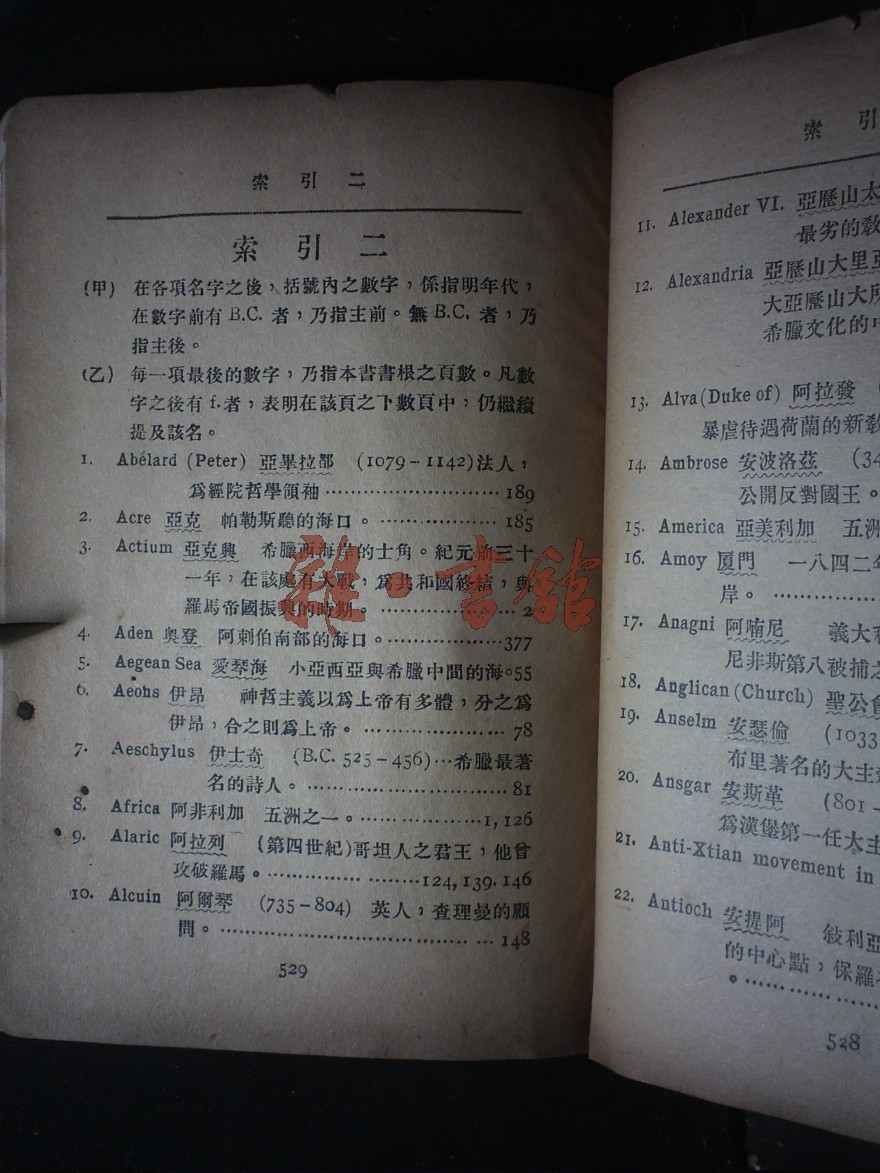 索引二
索引二
(甲) 在各項名字之後，括號內之數字，係指明年代，
在數字前有 B.C. 者，乃指主前。無 B.C. 者，乃
指主後。
(乙) 每一項最後的數字，乃指本書書根之頁數。凡數
字之後有 f.者，表明在該頁之下數頁中，仍繼續
提及該名。
1. Abélard (Peter) 亞畢拉都 (1079-1142)法人，
爲經院哲學領袖……………………189
2. Acre 亞克 帕勒斯聽的海口。……………185
3. Actium 亞克興 希臘西海岸的士角。紀元前三十
一年，在該處有大戰，爲共和國終結，與
羅馬帝國振興的時期。……………2
4. Aden 奧登 阿剌伯南部的海口。……………377
5. Aegean Sea 愛琴海 小亞西亞與希臘中間的海。55
6. Aeons 伊昂 神哲主義以爲上帝有多體，分之爲
伊昂，合之則爲上帝。………………78
7. Aeschylus 伊士奇 (B.C. 525-456)…希臘最著
名的詩人。…………………………81
8. Africa 阿非利加 五洲之一。……………1, 126
9. Alaric 阿拉列 (第四世紀)哥坦人之君王，他曾
攻破羅馬。…………………124, 139. 146
10. Alcuin 阿爾琴 (735-804) 英人，查理曼的顧
問。…………………………………148
529
雜·書館
索引
11. Alexander VI. 亞歷山大
最劣的教
12. Alexandria 亞歷山大里亞
大亞歷山大所
希臘文化的中
13. Alva (Duke of) 阿拉發 (
暴虐待遇荷蘭的新教
14. Ambrose 安波洛茲 (34
公開反對國王。
15. America 亞美利加 五洲
16. Amoy 厦門 一八四二年
岸。……………
17. Anagni 阿喃尼 義大利
尼非斯第八被捕之
18. Anglican (Church) 聖公會
19. Anselm 安瑟倫 (1033
布里著名的大主
20. Ansgar 安斯革 (801-
爲漢堡第一任大主
21. Anti-Xtian movement in
22. Antioch 安提阿 敍利亞
的中心點，保羅
。……………
528